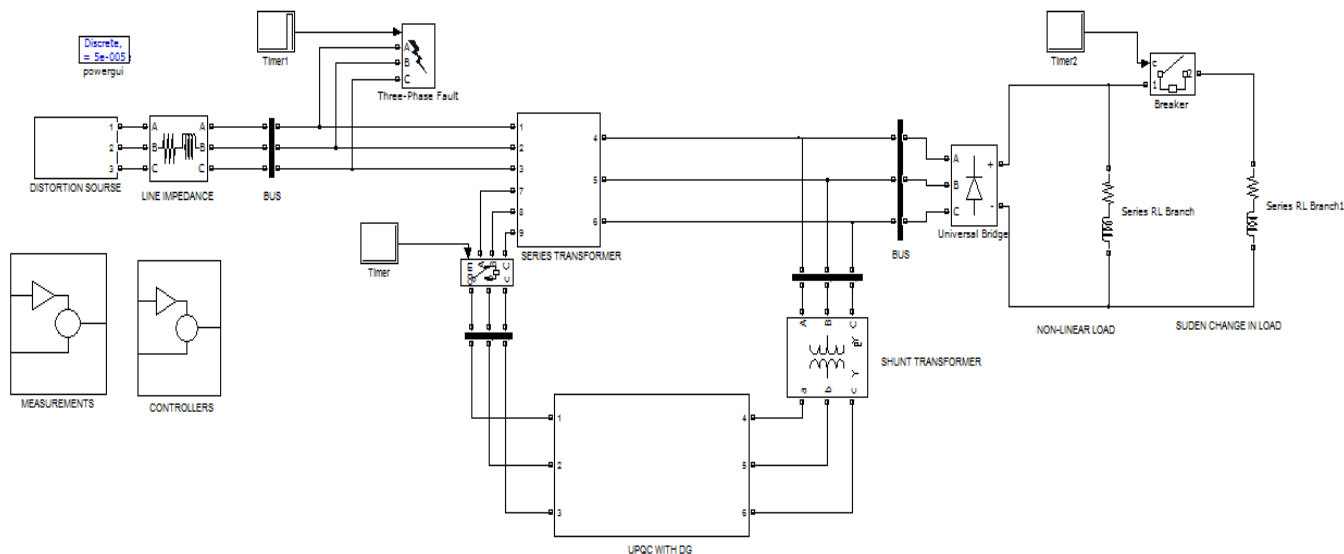 Discrete,
= 5e-005
powergui
Timer1
A
B
C
Three-Phase Fault
Timer2
c
1
2
Breaker
1
2
3
DISTORTION SOURSE
A
B
C
A
B
C
LINE IMPEDANCE
BUS
1
2
3
7
8
9
4
5
6
SERIES TRANSFORMER
BUS
A
B
C
+
-
Universal Bridge
Series RL Branch
Series RL Branch1
Timer
com
A
B
C
a
b
c
MEASUREMENTS
CONTROLLERS
A
B
C
Y
a
b
c
SHUNT TRANSFORMER
NON-LINEAR LOAD
SUDEN CHANGE IN LOAD
1
2
3
4
5
6
UPQC WITH DG